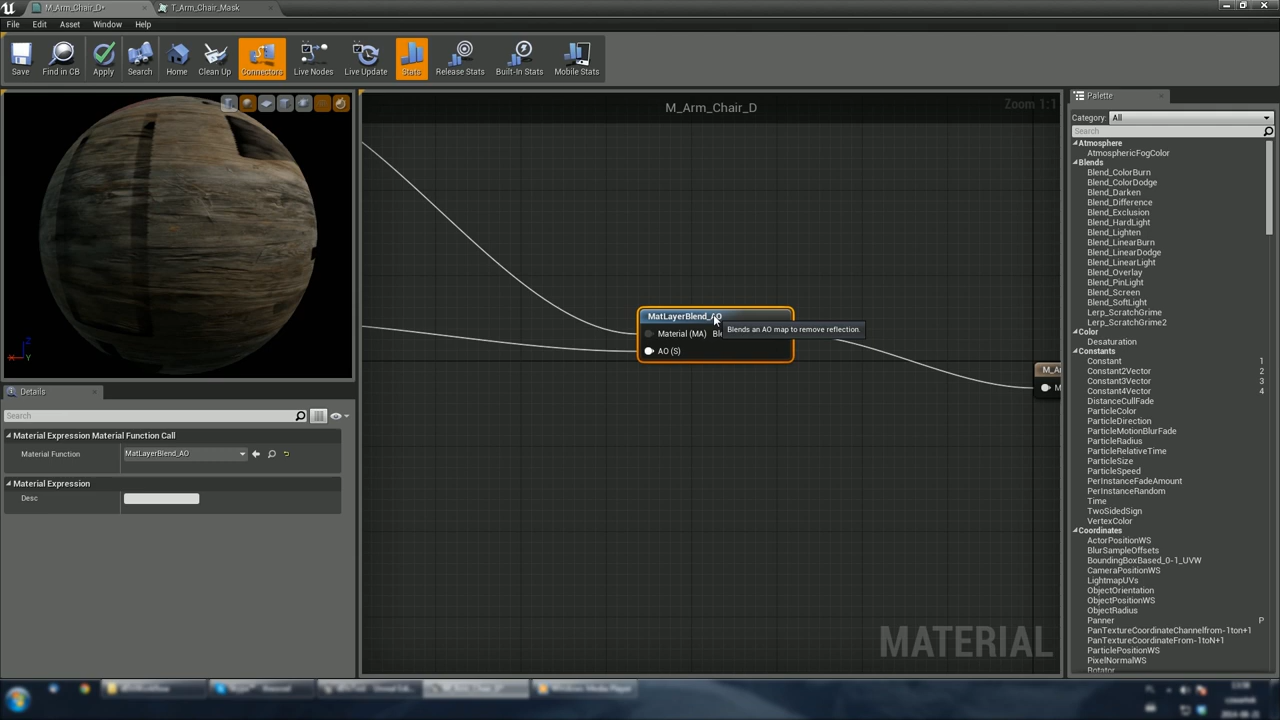 M_Arm_Chair_D*
T_Arm_Chair_Mask
File Edit Asset Window Help
Save Find in CB Apply Search Home Clean Up Connectors Live Nodes Live Update Stats Release Stats Built-In Stats Mobile Stats
M_Arm_Chair_D
Zoom 1:1
MatLayerBlend_AO
Material (MA)
Blends an AO map to remove reflection.
AO (S)
MATERIAL
Z
X
Y
Details
Search
Material Expression Material Function Call
Material Function MatLayerBlend_AO
Material Expression
Desc
Palette
Category: All
Search
Atmosphere
AtmosphericFogColor
Blends
Blend_ColorBurn
Blend_ColorDodge
Blend_Darken
Blend_Difference
Blend_Exclusion
Blend_HardLight
Blend_Lighten
Blend_LinearBurn
Blend_LinearDodge
Blend_LinearLight
Blend_Overlay
Blend_PinLight
Blend_Screen
Blend_SoftLight
Lerp_ScratchGrime
Lerp_ScratchGrime2
Color
Desaturation
Constants
Constant 1
Constant2Vector 2
Constant3Vector 3
Constant4Vector 4
DistanceCullFade
ParticleColor
ParticleDirection
ParticleMotionBlurFade
ParticleRadius
ParticleRelativeTime
ParticleSize
ParticleSpeed
PerInstanceFadeAmount
PerInstanceRandom
Time
TwoSidedSign
VertexColor
Coordinates
ActorPositionWS
BlurSampleOffsets
BoundingBoxBased_0-1_UVW
CameraPositionWS
LightmapUVs
ObjectOrientation
ObjectPositionWS
ObjectRadius
Panner P
PanTextureCoordinateChannelfrom-1ton+1
PanTextureCoordinateFrom-1toN+1
ParticlePositionWS
PixelNormalWS
Rotator